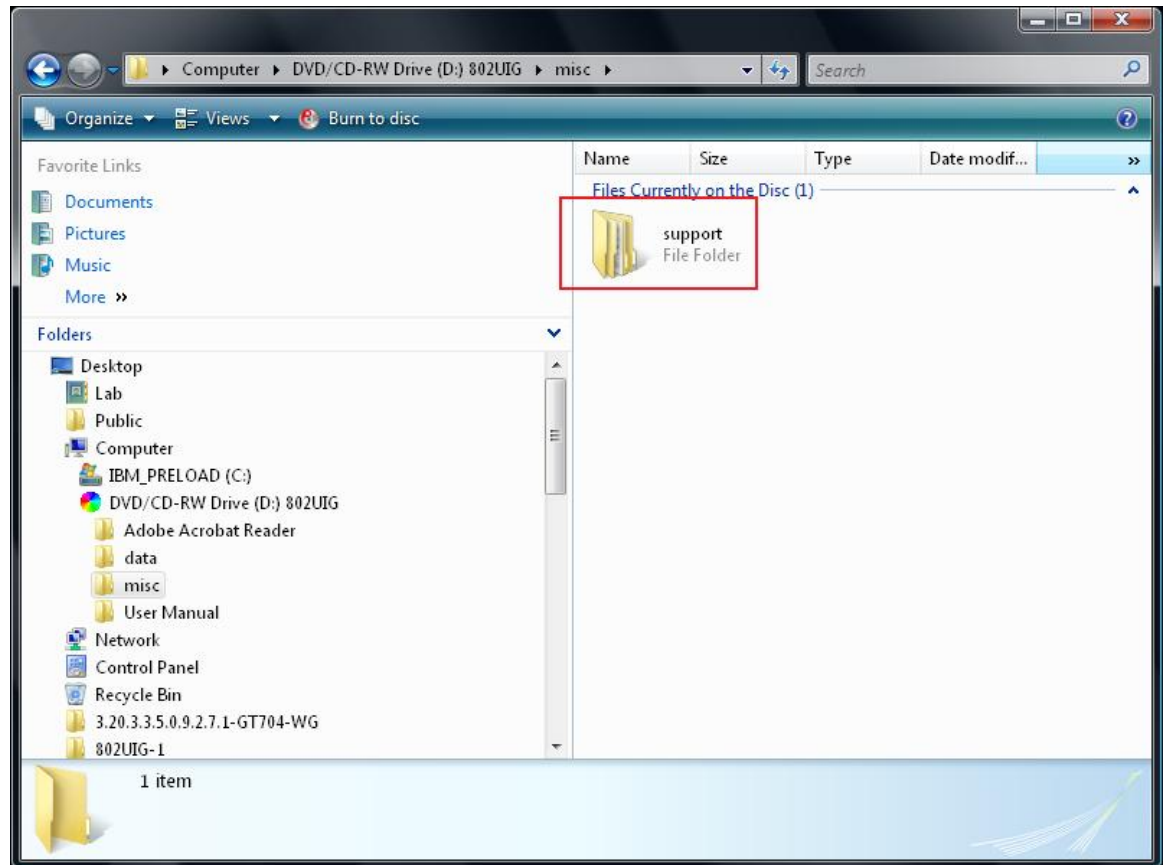 Computer ▸ DVD/CD-RW Drive (D:) 802UIG ▸ misc ▸
Search
Organize Views Burn to disc
Favorite Links
Documents
Pictures
Music
More »
Folders
Desktop
Lab
Public
Computer
IBM_PRELOAD (C:)
DVD/CD-RW Drive (D:) 802UIG
Adobe Acrobat Reader
data
misc
User Manual
Network
Control Panel
Recycle Bin
3.20.3.3.5.0.9.2.7.1-GT704-WG
802UIG-1
Name Size Type Date modif... »
Files Currently on the Disc (1)
support
File Folder
1 item